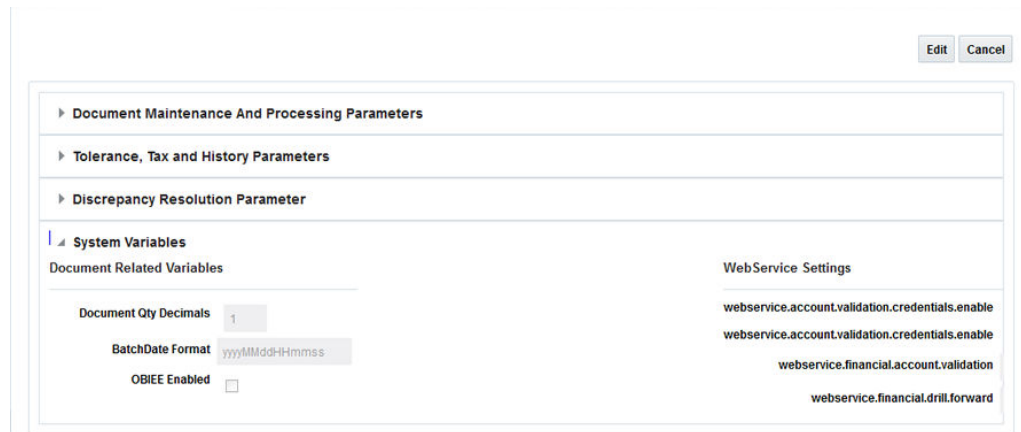 Edit Cancel
Document Maintenance And Processing Parameters
Tolerance, Tax and History Parameters
Discrepancy Resolution Parameter
System Variables
Document Related Variables
Document Qty Decimals 1
BatchDate Format yyyyMMddHHmmss
OBIEE Enabled
WebService Settings
webservice.account.validation.credentials.enable
webservice.account.validation.credentials.enable
webservice.financial.account.validation
webservice.financial.drill.forward